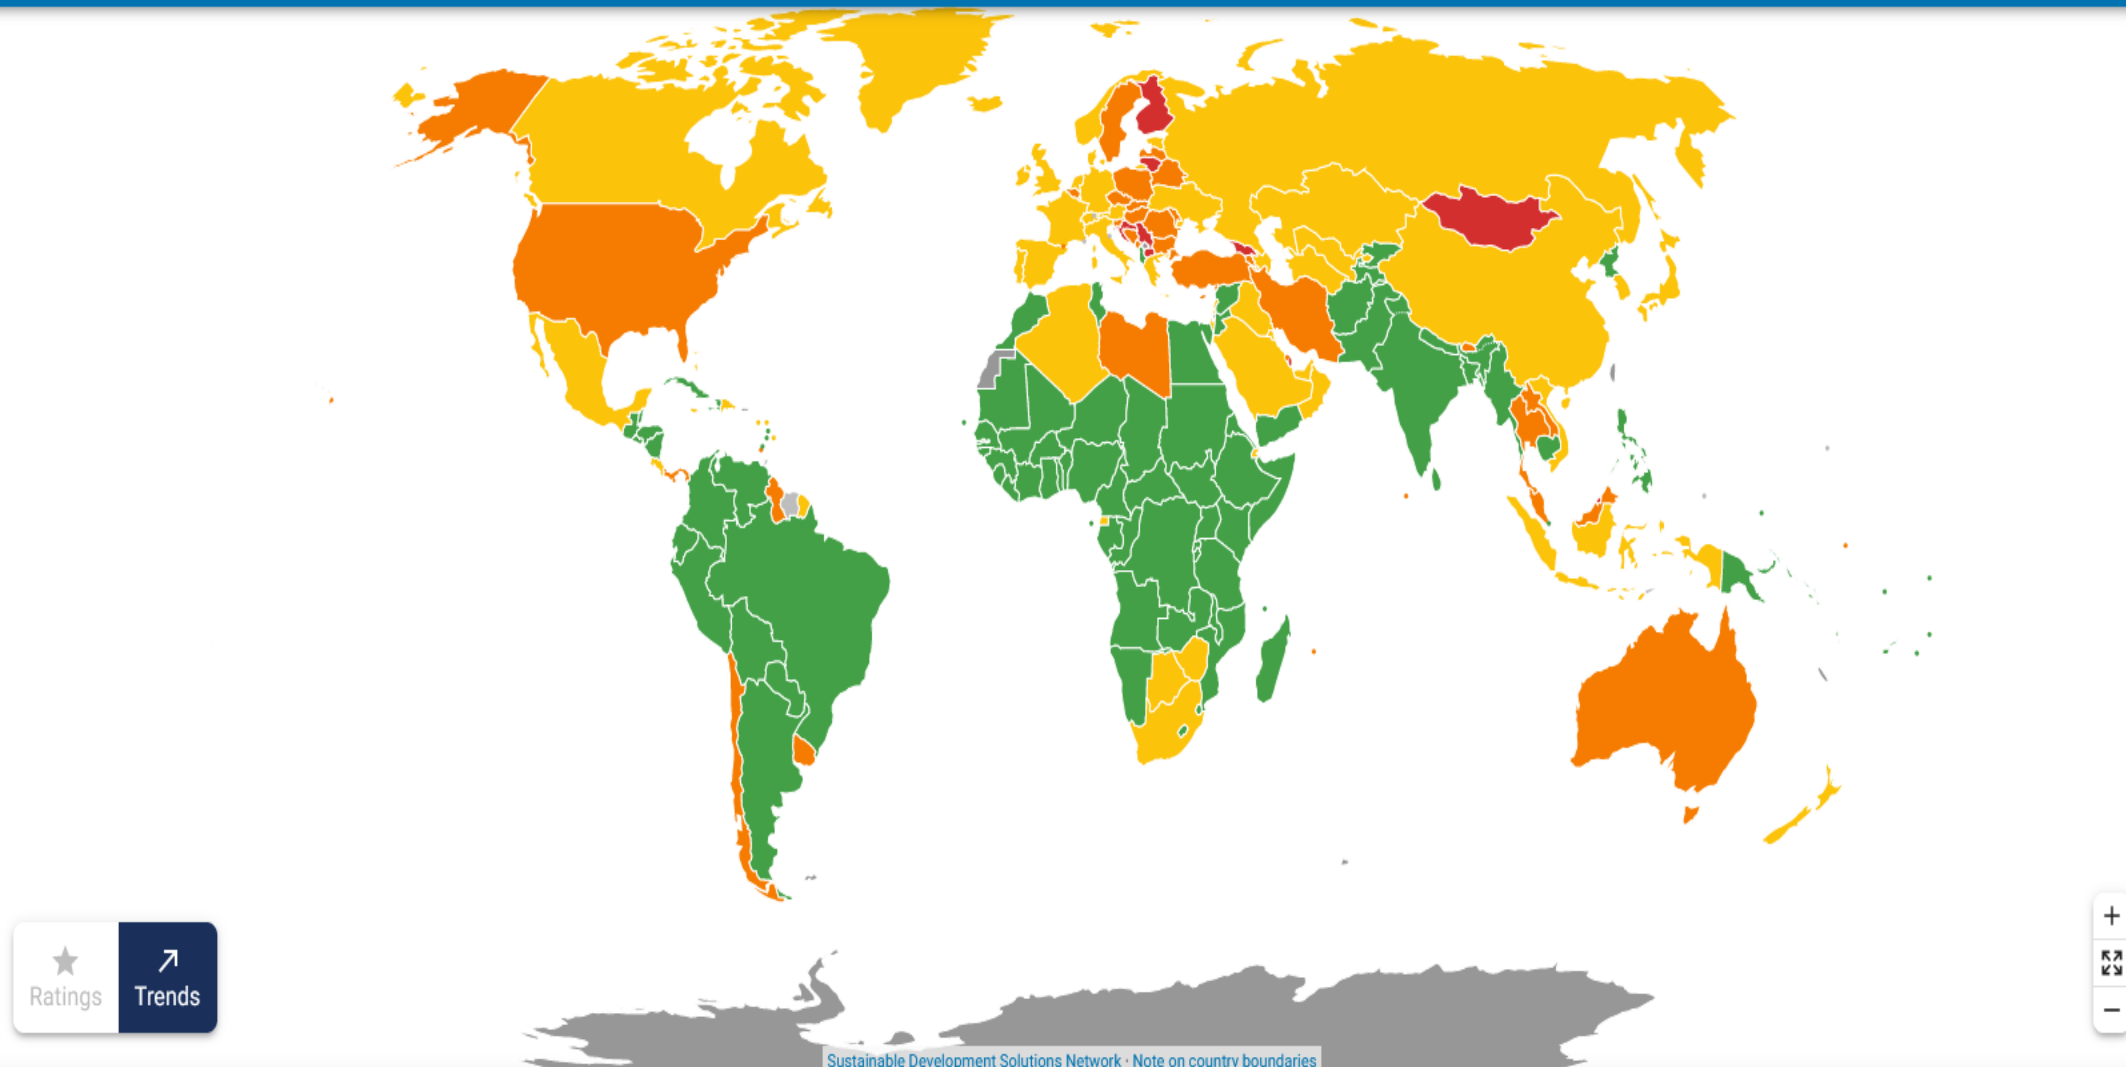 Ratings
Trends
+
−
Sustainable Development Solutions Network · Note on country boundaries